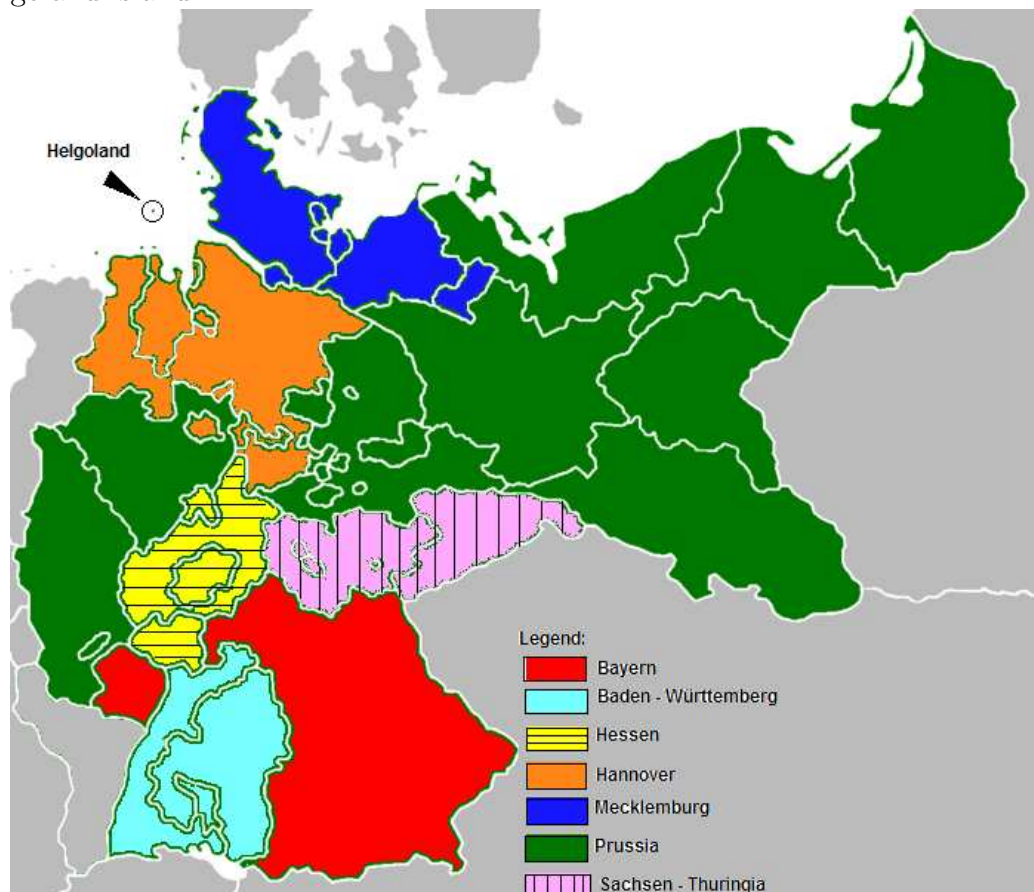 Helgoland
Legend:
Bayern
Baden - Württemberg
Hessen
Hannover
Mecklemburg
Prussia
Sachsen - Thuringia